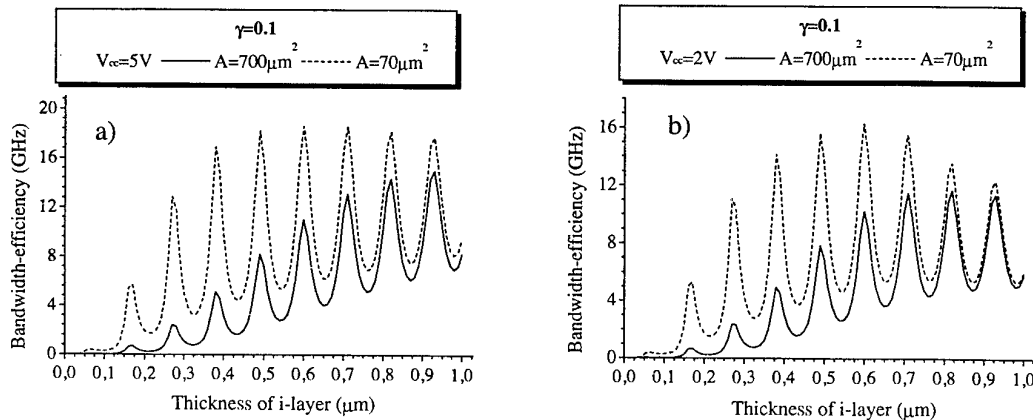 γ=0.1
V_cc=5V A=700μm² A=70μm²
a)
Bandwidth-efficiency (GHz)
20
16
12
8
4
0
0,0 0,1 0,2 0,3 0,4 0,5 0,6 0,7 0,8 0,9 1,0
Thickness of i-layer (μm)
γ=0.1
V_cc=2V A=700μm² A=70μm²
b)
Bandwidth-efficiency (GHz)
16
12
8
4
0
0,0 0,1 0,2 0,3 0,4 0,5 0,6 0,7 0,8 0,9 1,0
Thickness of i-layer (μm)